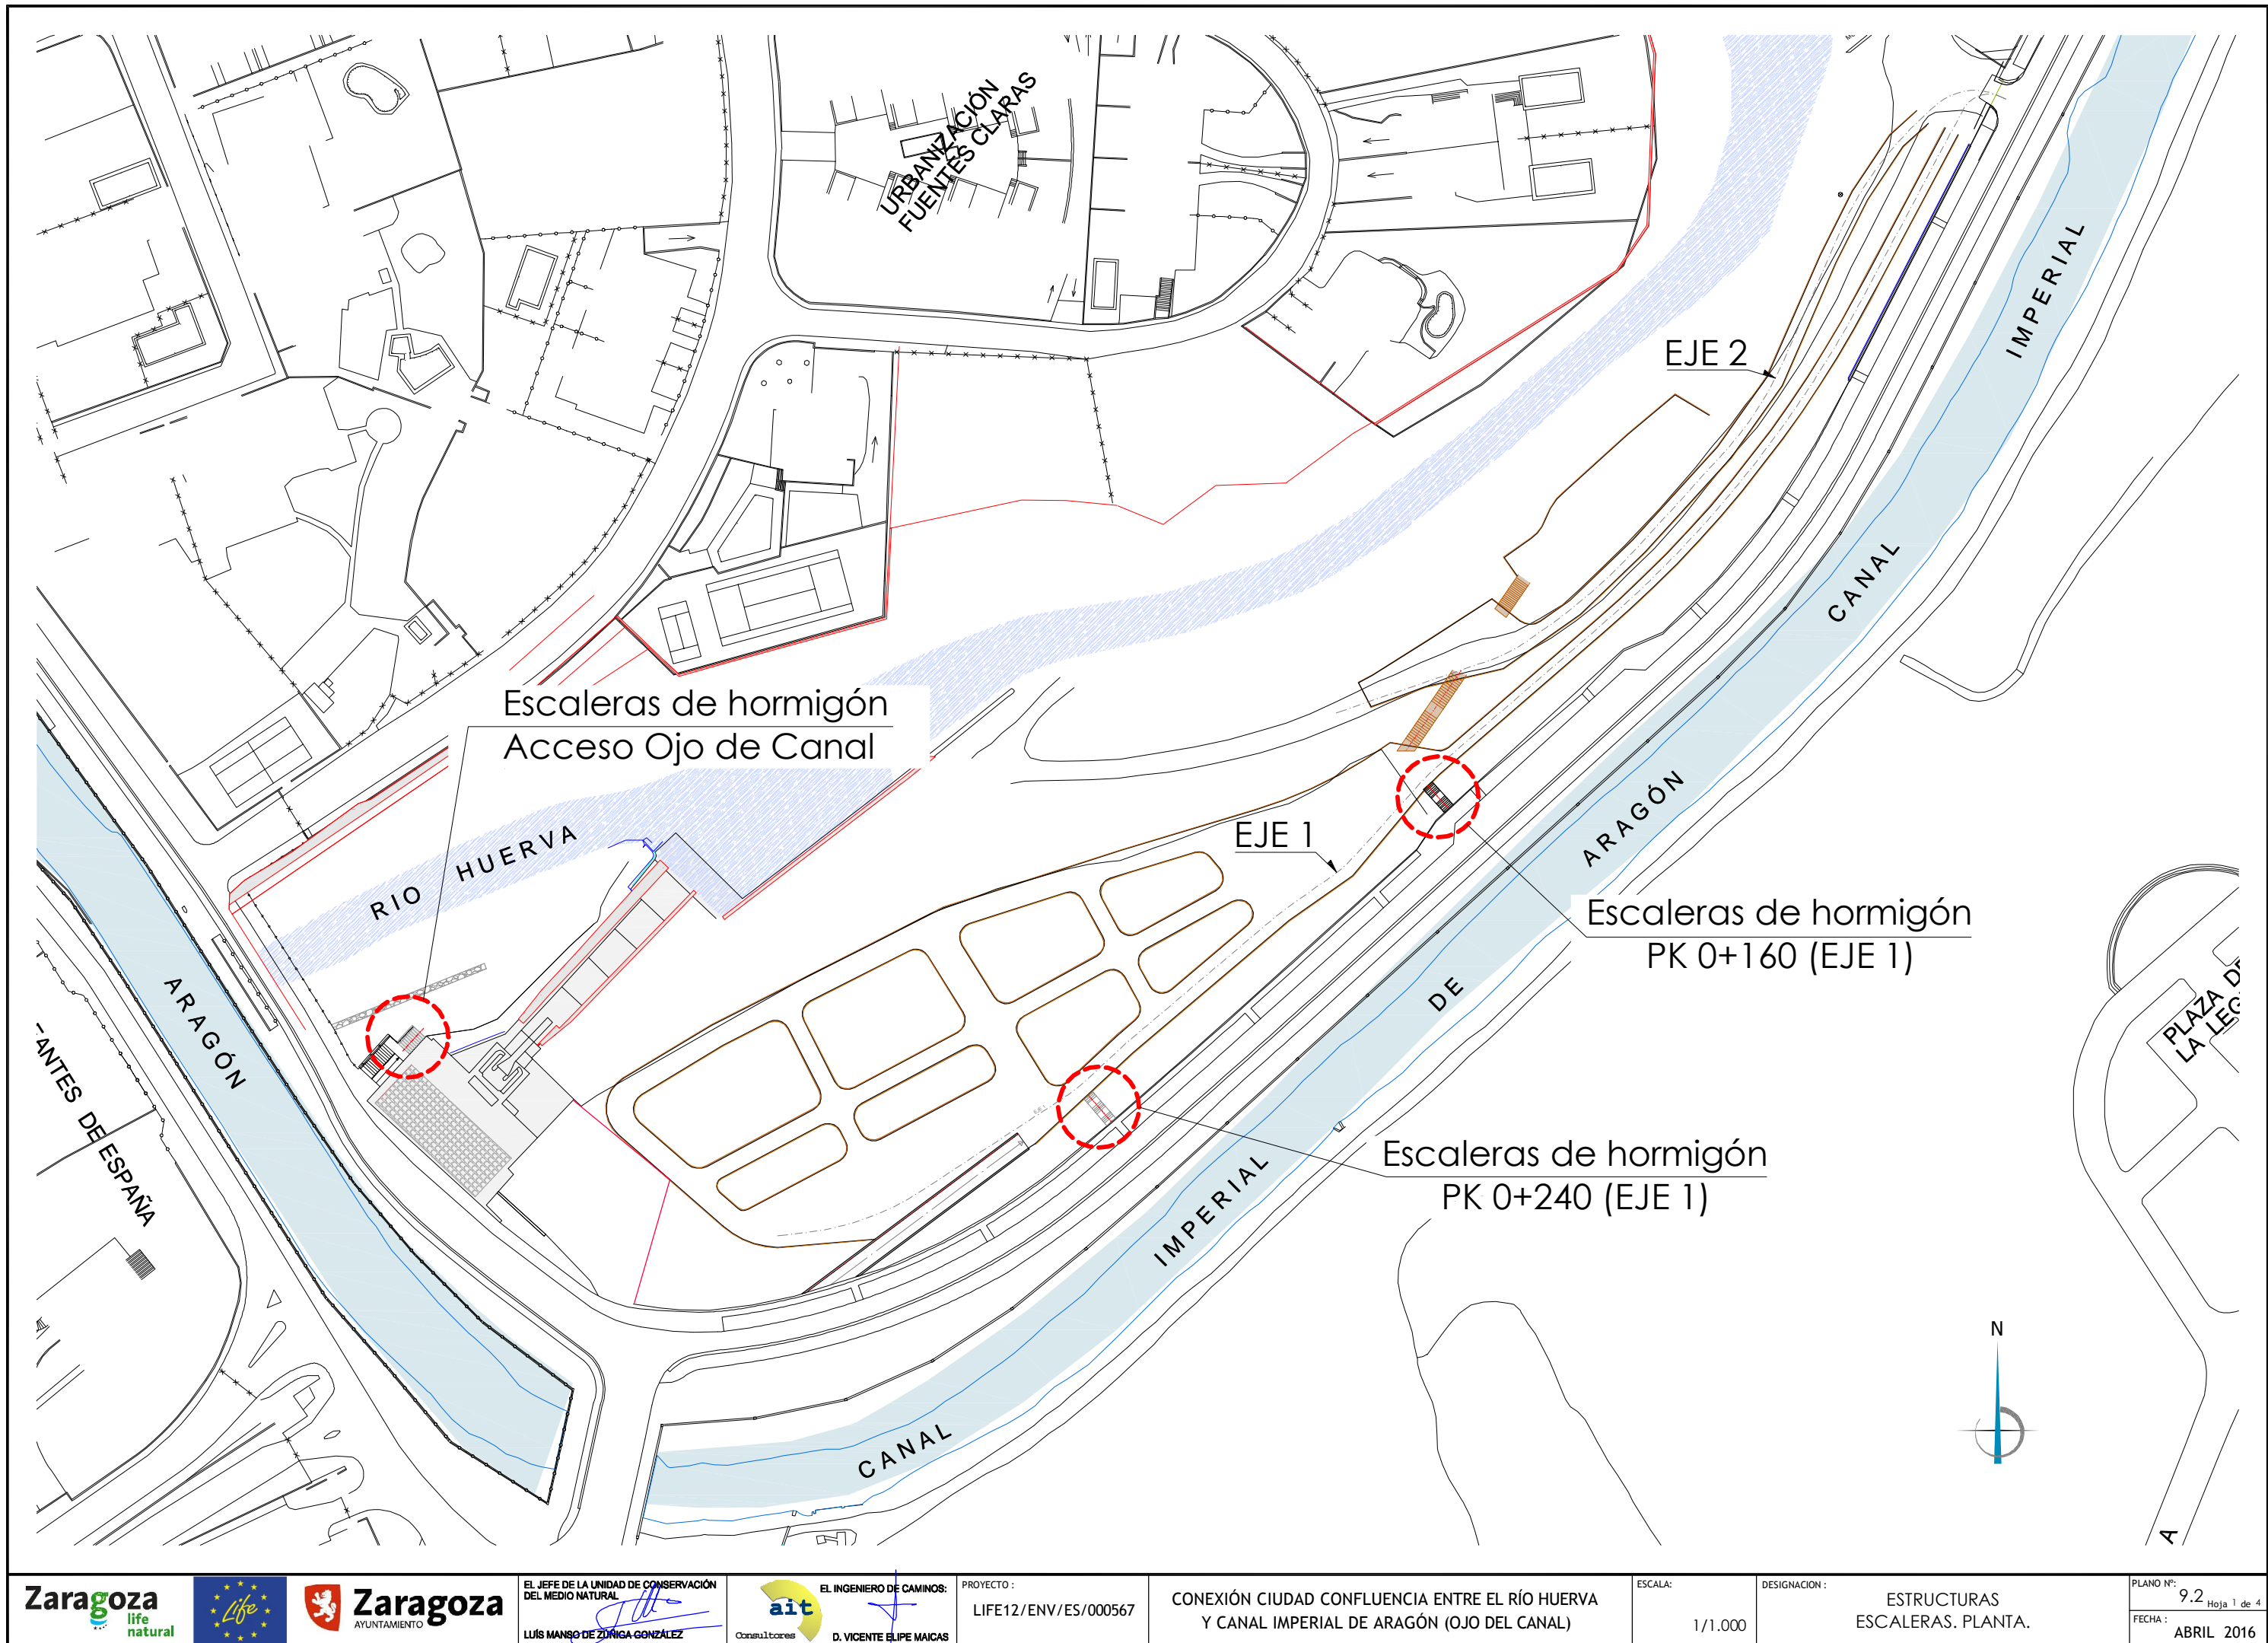 URBANIZACIÓN
FUENTES CLARAS
EJE 2
IMPERIAL
CANAL
Escaleras de hormigón
Acceso Ojo de Canal
ARAGÓN
EJE 1
RIO HUERVA
Escaleras de hormigón
PK 0+160 (EJE 1)
DE
ARAGÓN
PLAZA DE
LA LEG
TANTES DE ESPAÑA
Escaleras de hormigón
PK 0+240 (EJE 1)
IMPERIAL
CANAL
N
A
Zaragoza
life
natural
Life
Zaragoza
AYUNTAMIENTO
EL JEFE DE LA UNIDAD DE CONSERVACIÓN
DEL MEDIO NATURAL
LUÍS MANSO DE ZÚÑIGA GONZÁLEZ
ait
Consultores
EL INGENIERO DE CAMINOS:
D. VICENTE ELIPE MAICAS
PROYECTO :
LIFE12/ENV/ES/000567
CONEXIÓN CIUDAD CONFLUENCIA ENTRE EL RÍO HUERVA
Y CANAL IMPERIAL DE ARAGÓN (OJO DEL CANAL)
ESCALA:
1/1.000
DESIGNACION :
ESTRUCTURAS
ESCALERAS. PLANTA.
PLANO Nº:
9.2 Hoja 1 de 4
FECHA :
ABRIL 2016